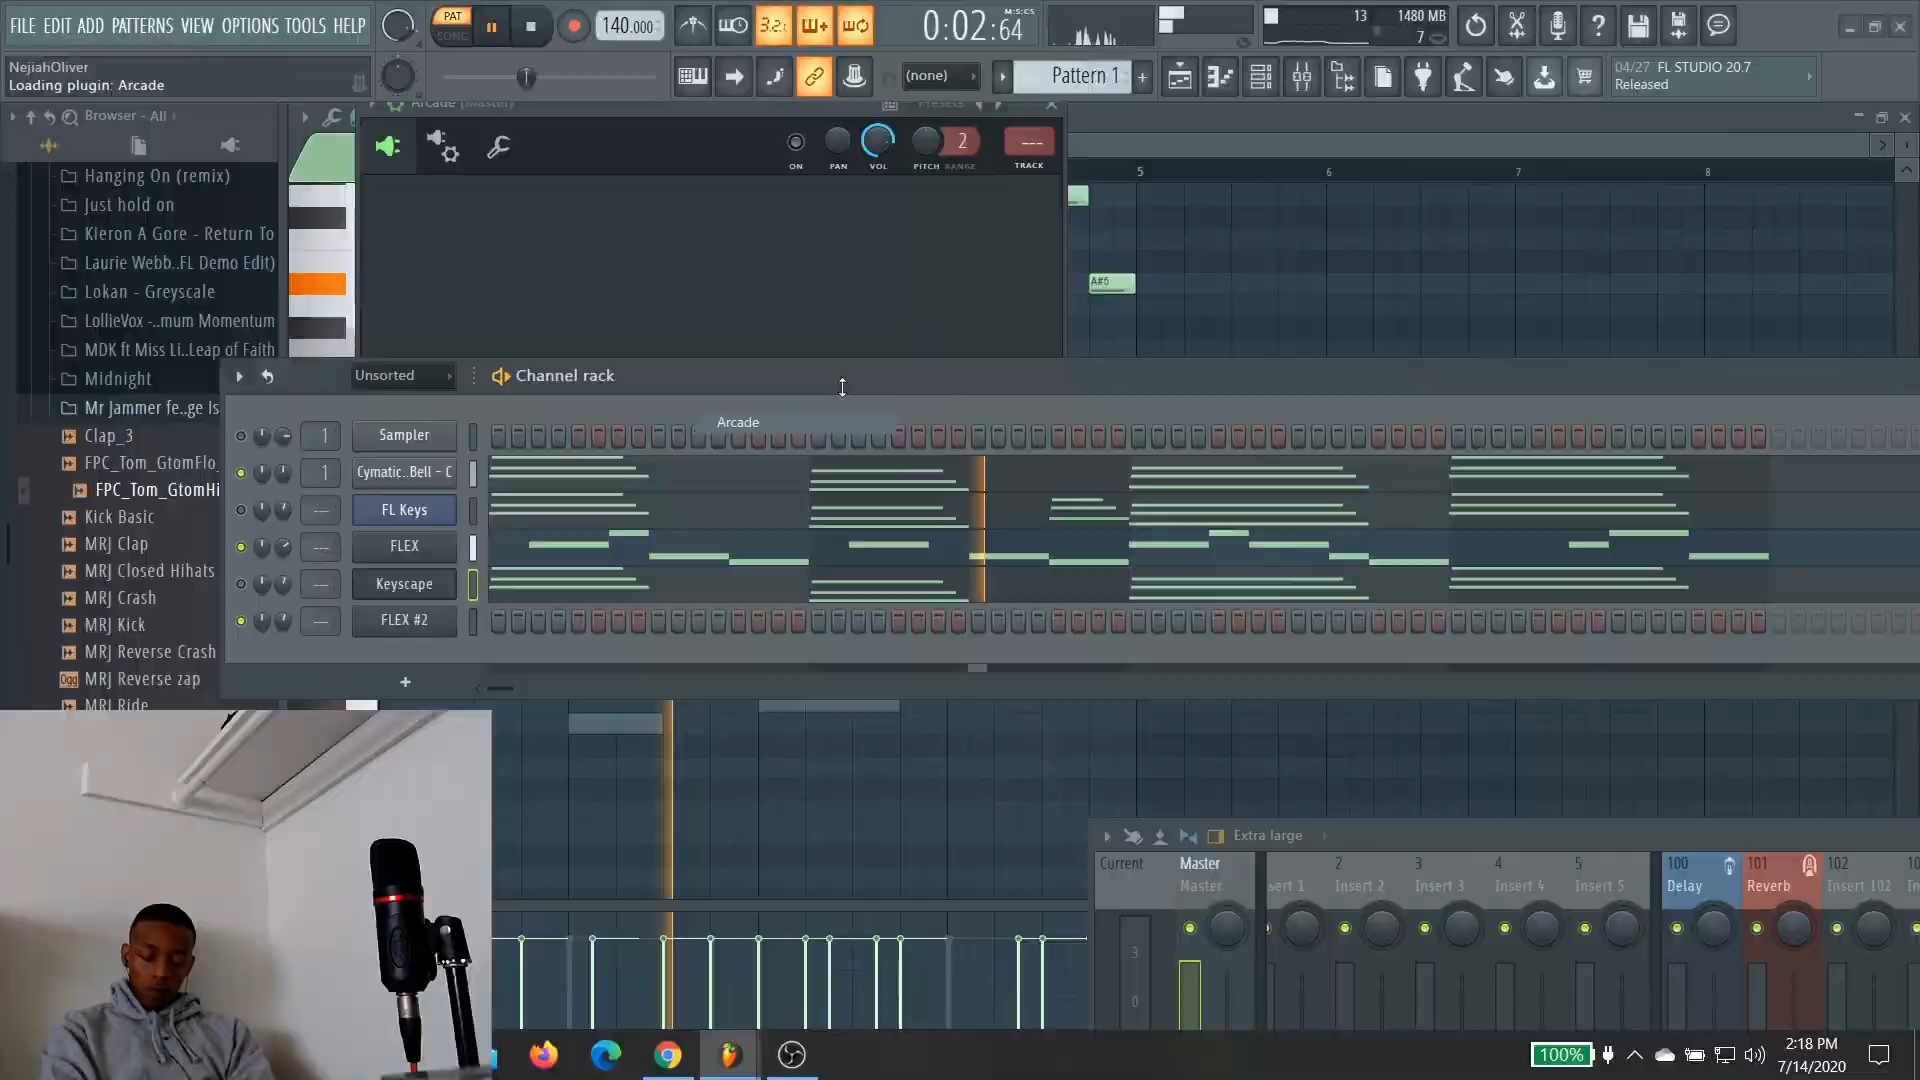 FILE EDIT ADD PATTERNS VIEW OPTIONS TOOLS HELP
PAT
SONG
140.000
3.2.1
0:02:64
M:S:CS
13
1480 MB
7
NejiahOliver
Loading plugin: Arcade
(none)
Pattern 1
+
04/27 FL STUDIO 20.7
Released
Browser - All
Arcade (Master)
Presets
ON
PAN
VOL
PITCH
RANGE
2
---
TRACK
5
6
7
8
A#6
Hanging On (remix)
Just hold on
Kieron A Gore - Return To
Laurie Webb..FL Demo Edit)
Lokan - Greyscale
LollieVox -..mum Momentum
MDK ft Miss Li..Leap of Faith
Midnight
Mr Jammer fe..ge Is
Clap_3
FPC_Tom_GtomFlo_
FPC_Tom_GtomHi
Kick Basic
MRJ Clap
MRJ Closed Hihats
MRJ Crash
MRJ Kick
MRJ Reverse Crash
MRJ Reverse zap
MRJ Ride
Unsorted
Channel rack
Arcade
1
Sampler
1
Cymatic..Bell - C
---
FL Keys
---
FLEX
---
Keyscape
---
FLEX #2
+
Extra large
Current
Master
Master
sert 1
2
Insert 2
3
Insert 3
4
Insert 4
5
Insert 5
100
Delay
101
Reverb
102
Insert 102
3
0
100%
2:18 PM
7/14/2020